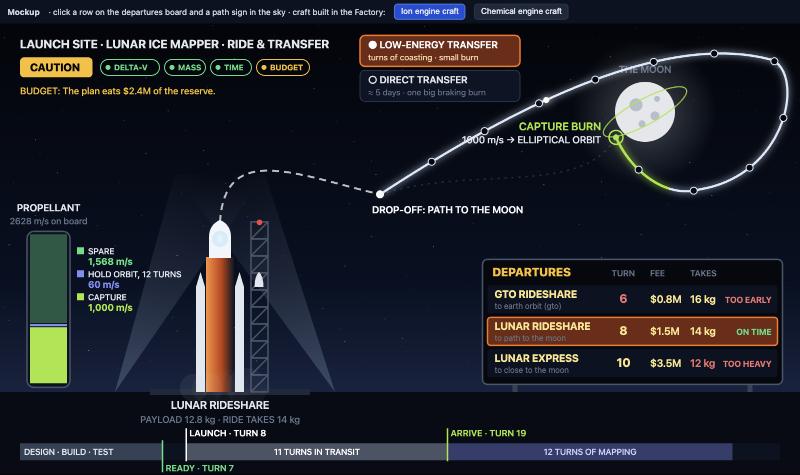 Mockup · click a row on the departures board and a path sign in the sky · craft built in the Factory: Ion engine craft Chemical engine craft
LAUNCH SITE · LUNAR ICE MAPPER · RIDE & TRANSFER
CAUTION DELTA-V MASS TIME BUDGET
BUDGET: The plan eats $2.4M of the reserve.
LOW-ENERGY TRANSFER
turns of coasting · small burn
DIRECT TRANSFER
≈ 5 days · one big braking burn
THE MOON
CAPTURE BURN
1000 m/s → ELLIPTICAL ORBIT
DROP-OFF: PATH TO THE MOON
PROPELLANT
2628 m/s on board
SPARE
1,568 m/s
HOLD ORBIT, 12 TURNS
60 m/s
CAPTURE
1,000 m/s
DEPARTURES TURN FEE TAKES
GTO RIDESHARE 6 $0.8M 16 kg TOO EARLY
to earth orbit (gto)
LUNAR RIDESHARE 8 $1.5M 14 kg ON TIME
to path to the moon
LUNAR EXPRESS 10 $3.5M 12 kg TOO HEAVY
to close to the moon
LUNAR RIDESHARE
PAYLOAD 12.8 kg · RIDE TAKES 14 kg
LAUNCH · TURN 8 ARRIVE · TURN 19
DESIGN · BUILD · TEST 11 TURNS IN TRANSIT 12 TURNS OF MAPPING
READY · TURN 7